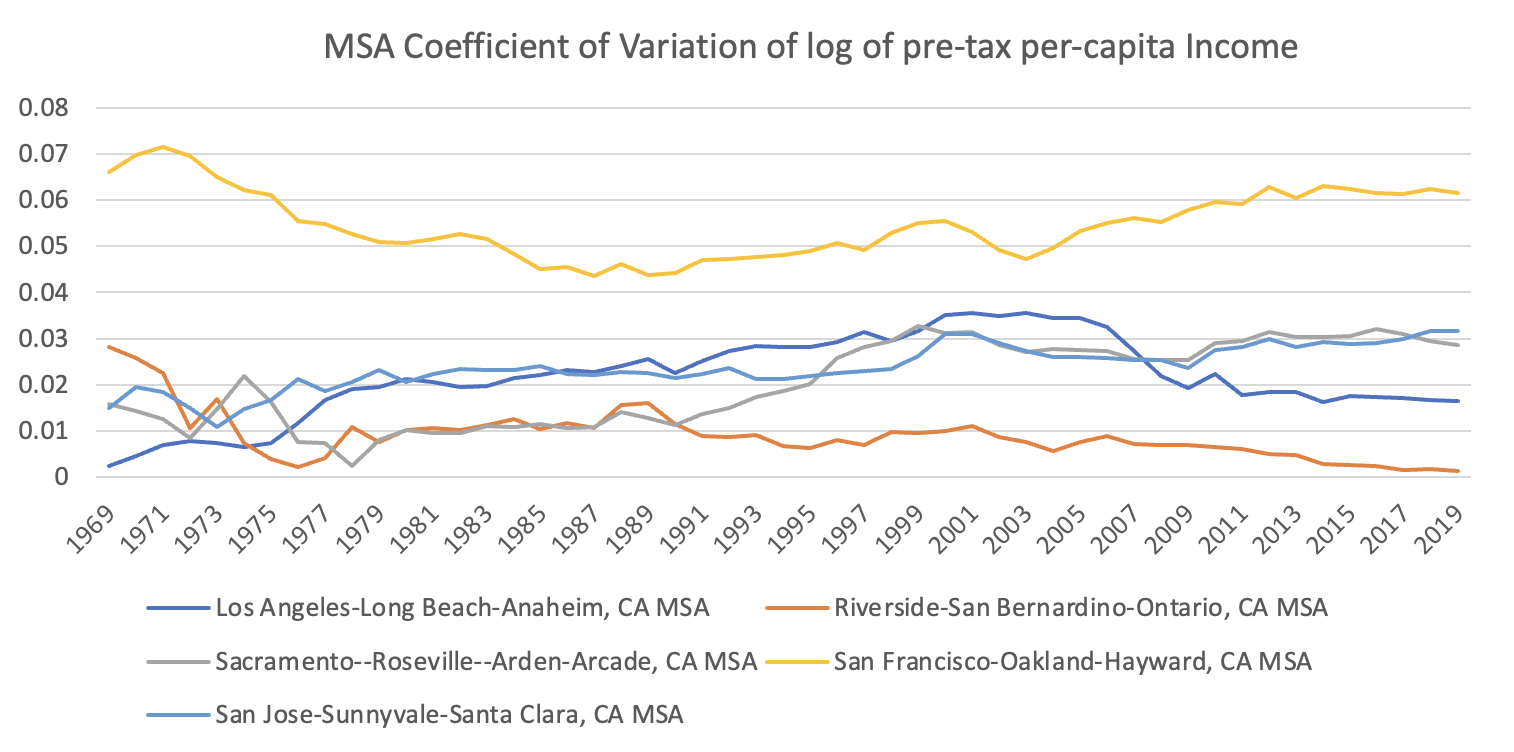 MSA Coefficient of Variation of log of pre-tax per-capita Income
0.08
0.07
0.06
0.05
0.04
0.03
0.02
0.01
0
1969 1971 1973 1975 1977 1979 1981 1983 1985 1987 1989 1991 1993 1995 1997 1999 2001 2003 2005 2007 2009 2011 2013 2015 2017 2019
Los Angeles-Long Beach-Anaheim, CA MSA Riverside-San Bernardino-Ontario, CA MSA
Sacramento--Roseville--Arden-Arcade, CA MSA San Francisco-Oakland-Hayward, CA MSA
San Jose-Sunnyvale-Santa Clara, CA MSA